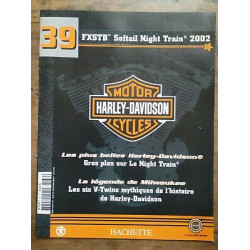 39
FXSTB™ Softail Night Train® 2002
MOTOR
HARLEY-DAVIDSON
CYCLES
Les plus belles Harley-Davidson®
Gros plan sur Le Night Train®
La légende de Milwaukee
Les six V-Twins mythiques de l'histoire
de Harley-Davidson
HACHETTE